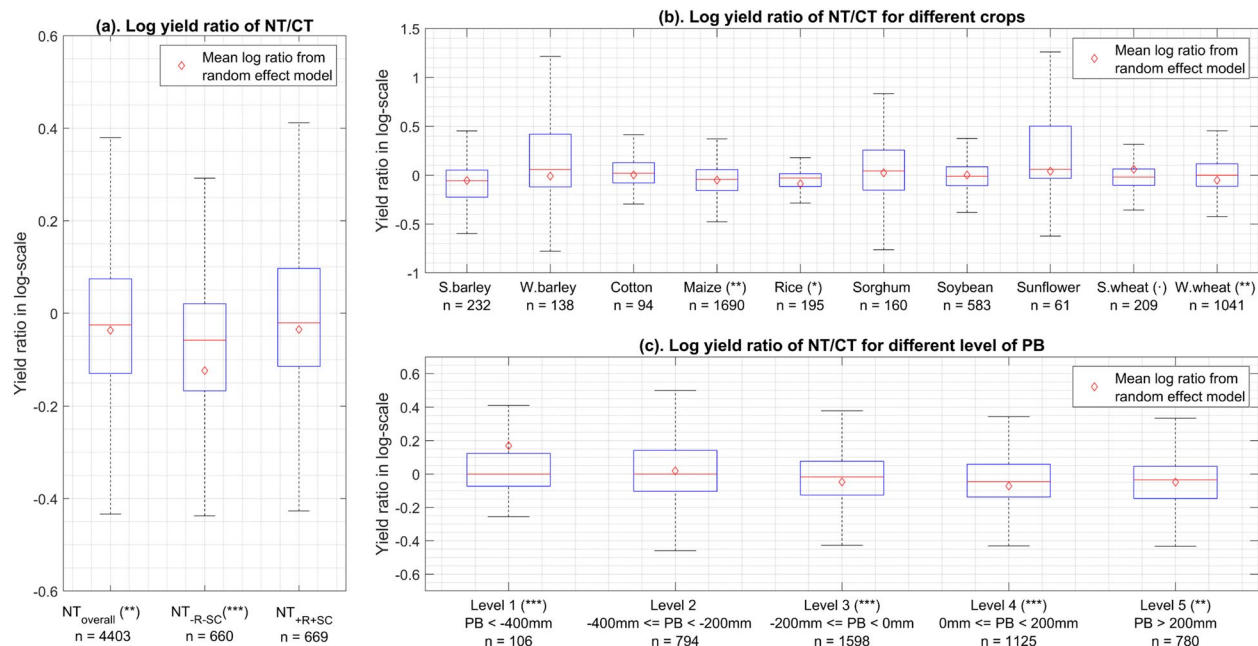 (a). Log yield ratio of NT/CT
Yield ratio in log-scale
0.6
0.4
0.2
0
-0.2
-0.4
-0.6
Mean log ratio from
random effect model
NToverall (**)
n = 4403
NT-R-SC(***)
n = 660
NT+R+SC
n = 669
(b). Log yield ratio of NT/CT for different crops
Yield ratio in log-scale
1.5
1
0.5
0
-0.5
-1
Mean log ratio from
random effect model
S.barley
n = 232
W.barley
n = 138
Cotton
n = 94
Maize (**)
n = 1690
Rice (*)
n = 195
Sorghum
n = 160
Soybean
n = 583
Sunflower
n = 61
S.wheat (·)
n = 209
W.wheat (**)
n = 1041
(c). Log yield ratio of NT/CT for different level of PB
Yield ratio in log-scale
0.6
0.4
0.2
0
-0.2
-0.4
-0.6
Mean log ratio from
random effect model
Level 1 (***)
PB < -400mm
n = 106
Level 2
-400mm <= PB < -200mm
n = 794
Level 3 (***)
-200mm <= PB < 0mm
n = 1598
Level 4 (***)
0mm <= PB < 200mm
n = 1125
Level 5 (**)
PB > 200mm
n = 780